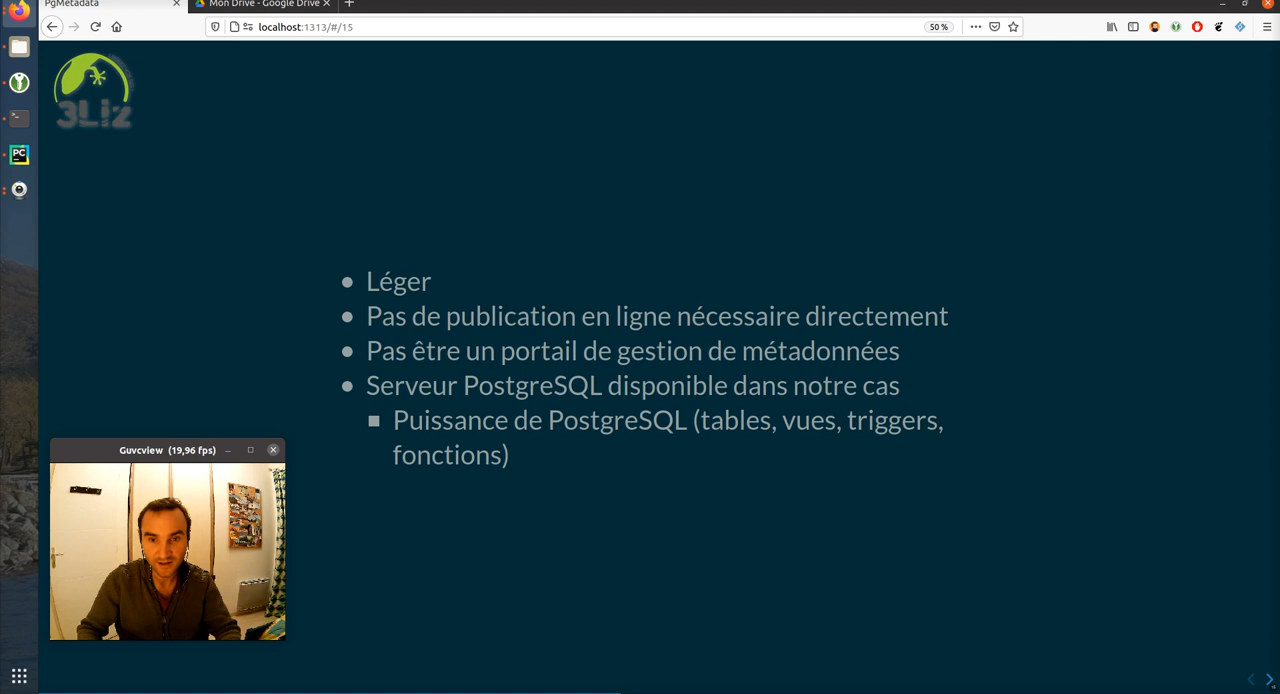 PgMetadata
Mon Drive - Google Drive
localhost:1313/#/15
50 %
3Liz
Léger
Pas de publication en ligne nécessaire directement
Pas être un portail de gestion de métadonnées
Serveur PostgreSQL disponible dans notre cas
Puissance de PostgreSQL (tables, vues, triggers,
fonctions)
Guvcview (19,96 fps)
PC